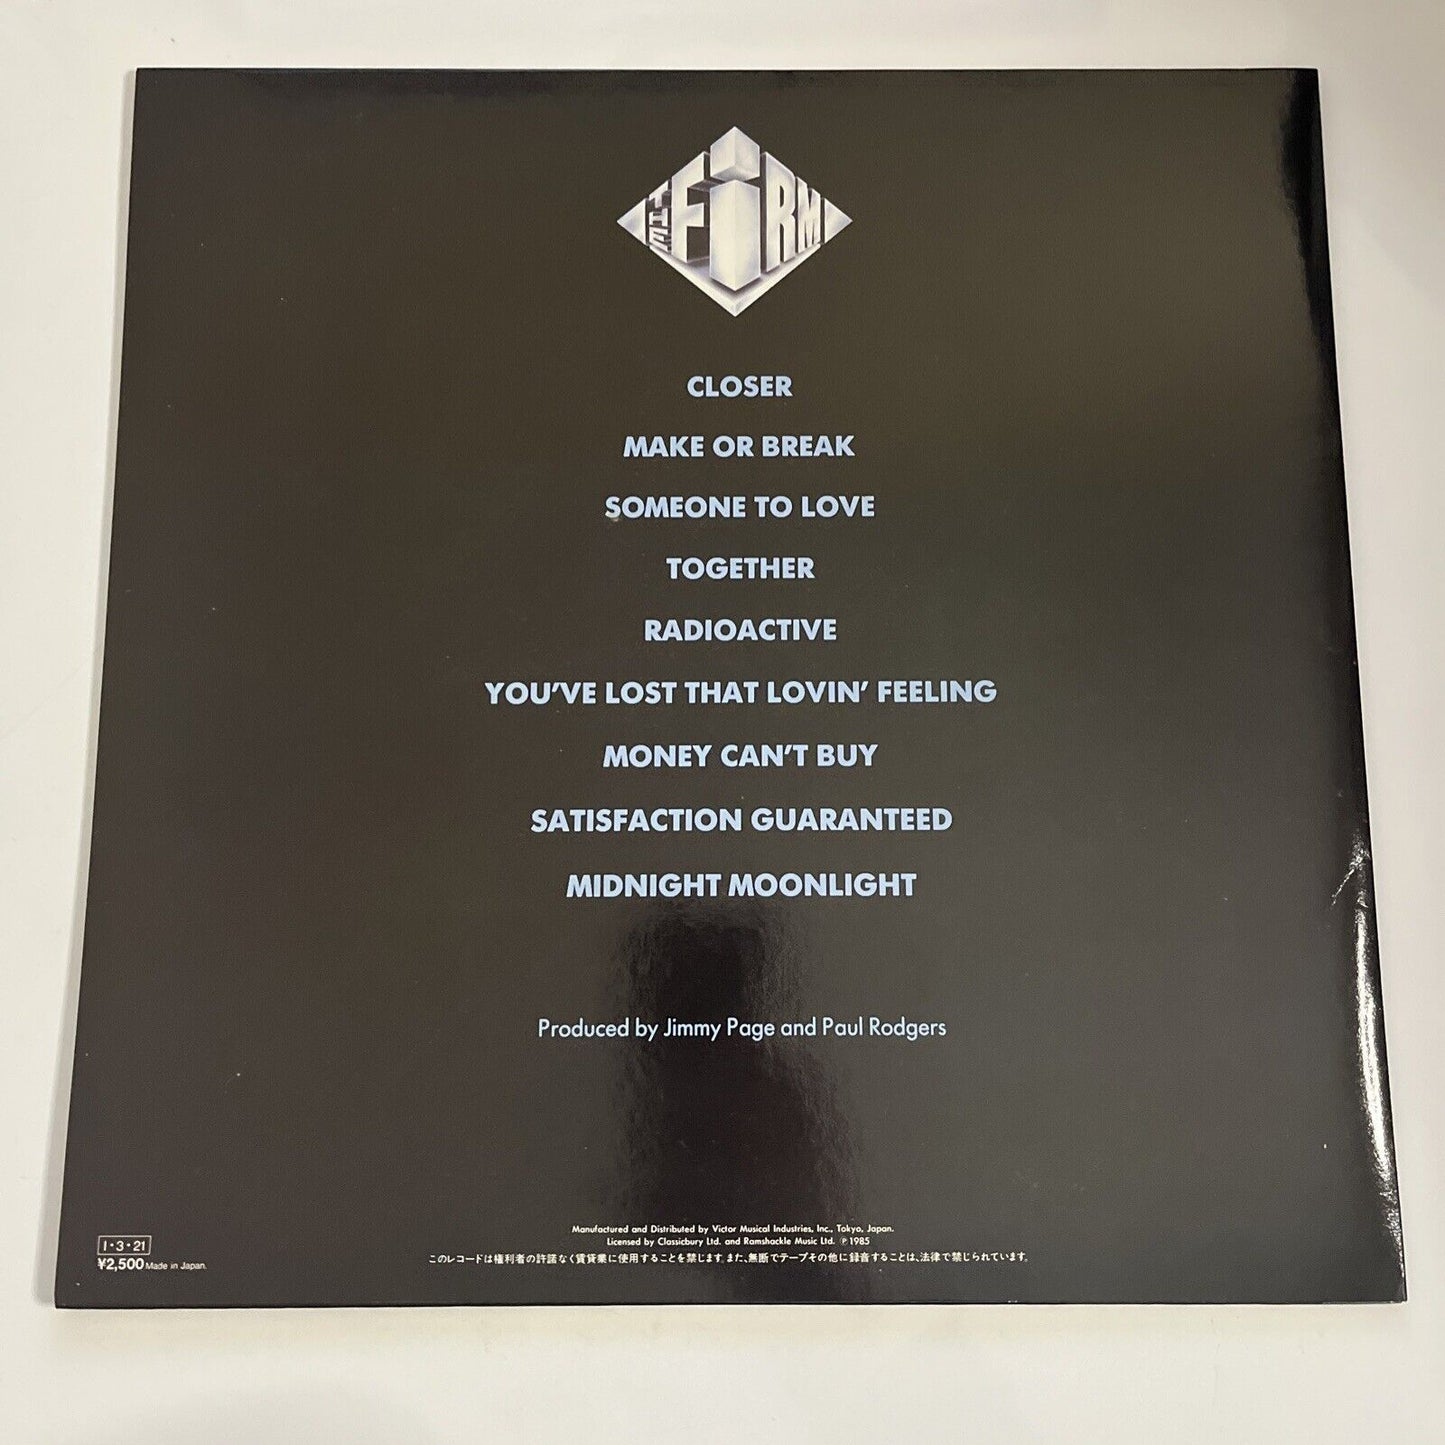 THE FIRM
CLOSER
MAKE OR BREAK
SOMEONE TO LOVE
TOGETHER
RADIOACTIVE
YOU'VE LOST THAT LOVIN' FEELING
MONEY CAN'T BUY
SATISFACTION GUARANTEED
MIDNIGHT MOONLIGHT
Produced by Jimmy Page and Paul Rodgers
Manufactured and Distributed by Victor Musical Industries, Inc., Tokyo, Japan.
Licensed by Classicbury Ltd. and Ramshackle Music Ltd. ℗1985
このレコードは権利者の許諾なく賃貸業に使用することを禁じます。また、無断でテープその他に録音することは、法律で禁じられています。
I・3・21
¥2,500 Made in Japan.